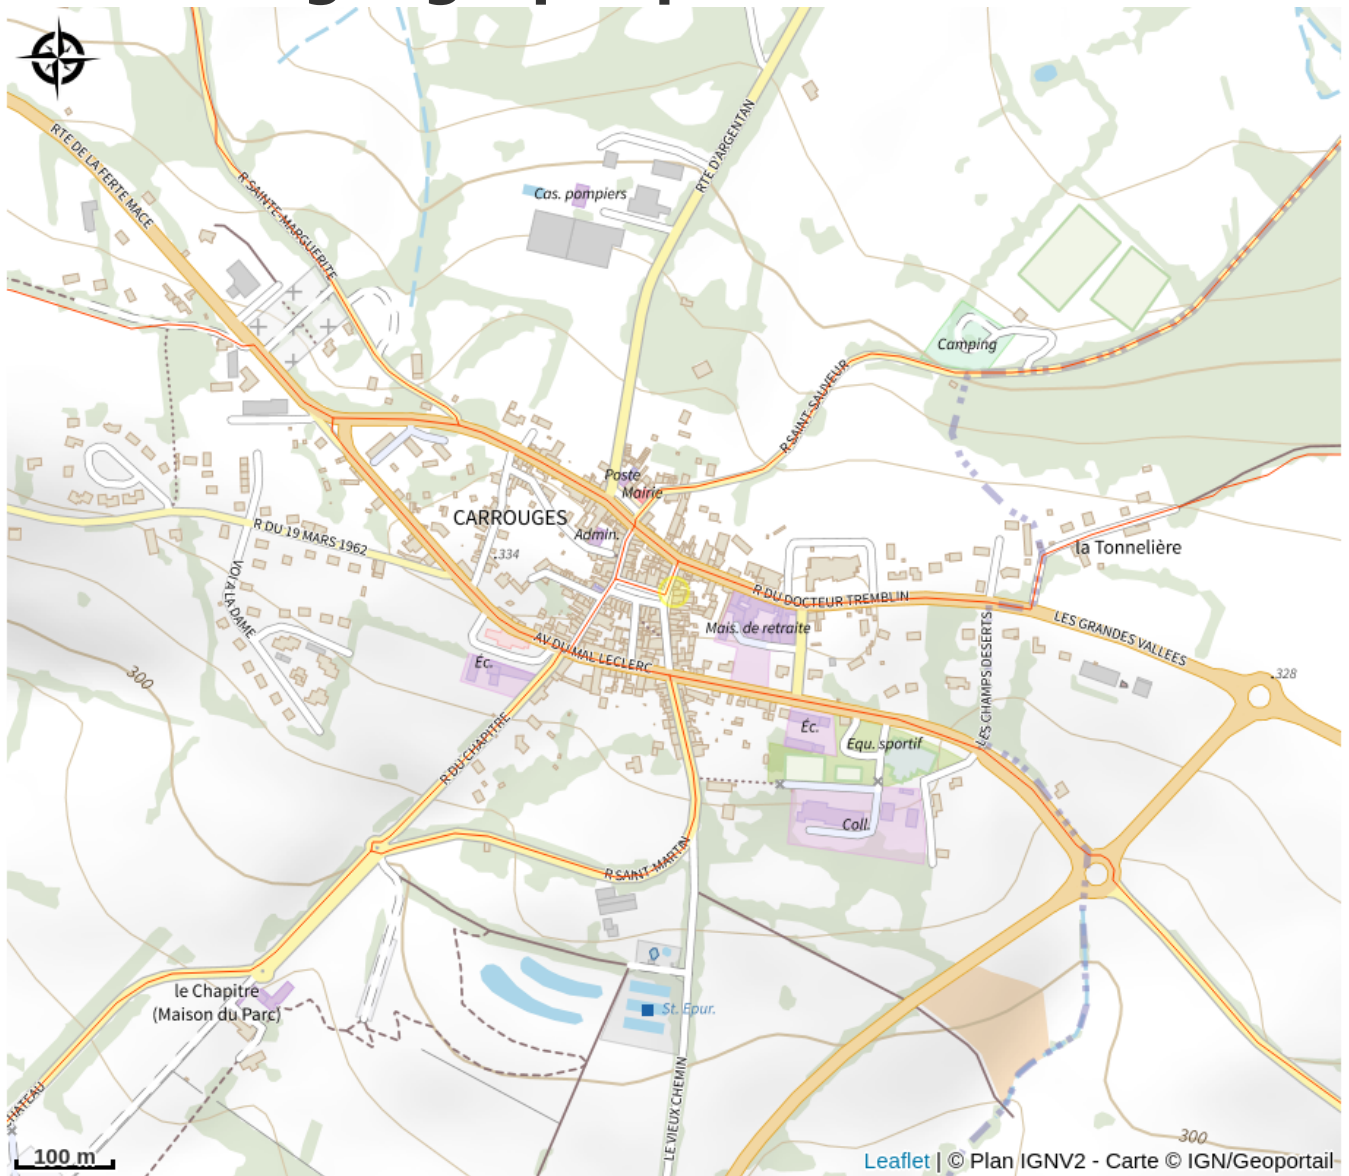 RTE DE LA FERTE MACE
R SAINTE-MARGUERITE
RTE D'ARGENTAN
Cas. pompiers
Camping
R SAINT-SAUVEUR
Poste
Mairie
CARROUGES
Admin.
.334
R DU 19 MARS 1962
la Tonnelière
VOI A LA DAME
R DU DOCTEUR TREMBLIN
LES GRANDES VALLEES
Mais. de retraite
AV DU MAL LECLERC
Éc.
300
.328
LES CHAMPS DESERTS
R DU CHAPITRE
Éc.
Equ. sportif
Coll.
R SAINT-MARTIN
le Chapitre
(Maison du Parc)
St. Epur.
LE VIEUX CHEMIN
HATEAU
300
100 m
Leaflet | © Plan IGNV2 - Carte © IGN/Geoportail